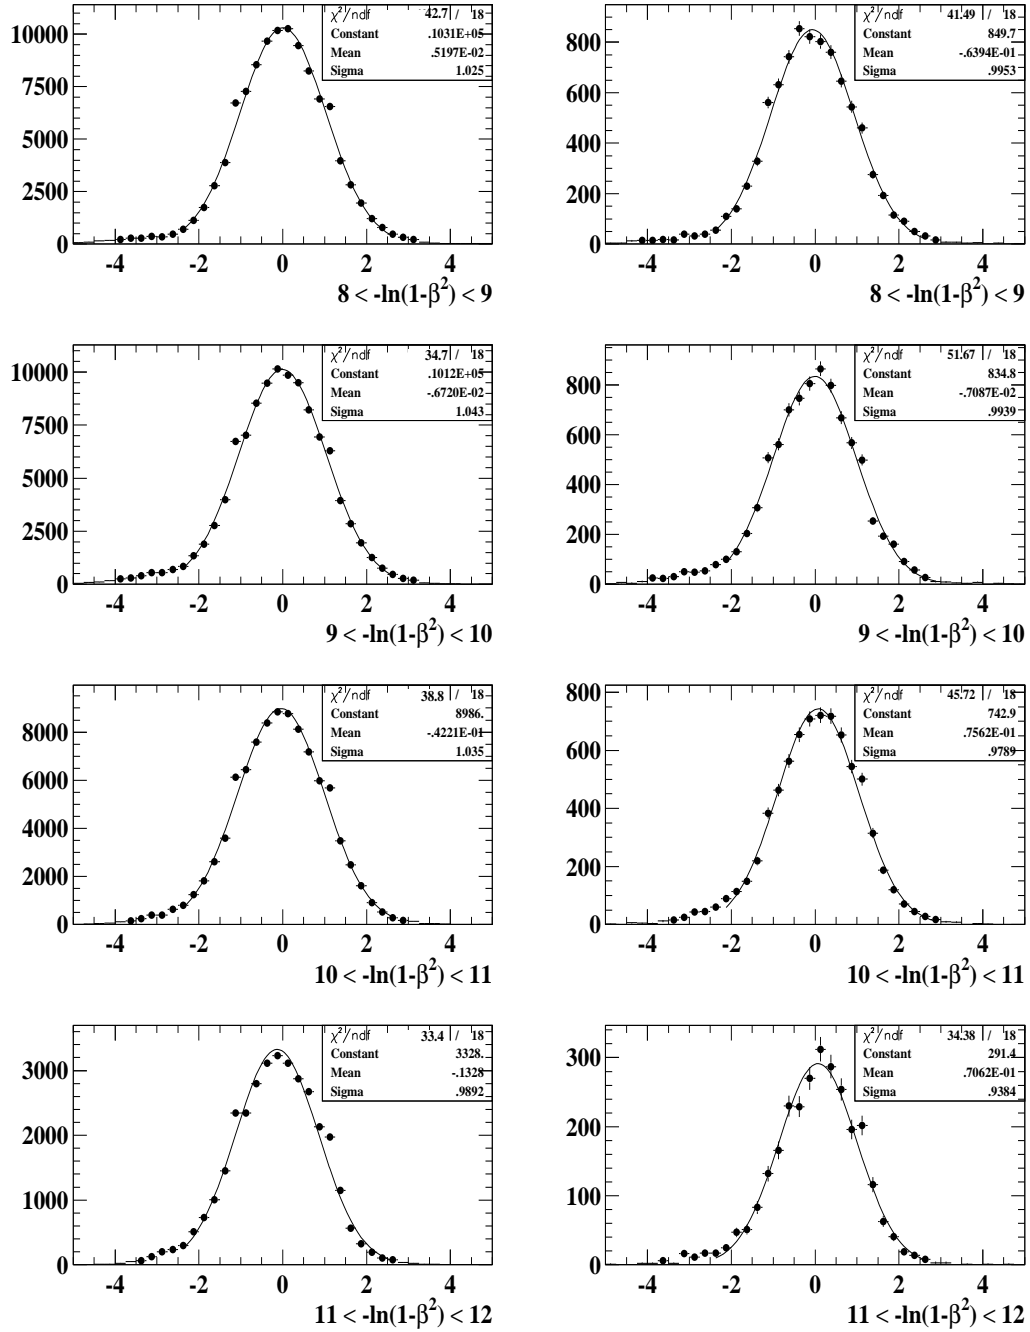 χ²/ndf 42.7 / 18
Constant .1031E+05
Mean .5197E-02
Sigma 1.025
10000
7500
5000
2500
0
-4 -2 0 2 4
8 < -ln(1-β²) < 9
χ²/ndf 41.49 / 18
Constant 849.7
Mean -.6394E-01
Sigma .9953
800
600
400
200
0
-4 -2 0 2 4
8 < -ln(1-β²) < 9
χ²/ndf 34.7 / 18
Constant .1012E+05
Mean -.6720E-02
Sigma 1.043
10000
7500
5000
2500
0
-4 -2 0 2 4
9 < -ln(1-β²) < 10
χ²/ndf 51.67 / 18
Constant 834.8
Mean -.7087E-02
Sigma .9939
800
600
400
200
0
-4 -2 0 2 4
9 < -ln(1-β²) < 10
χ²/ndf 38.8 / 18
Constant 8986.
Mean -.4221E-01
Sigma 1.035
8000
6000
4000
2000
0
-4 -2 0 2 4
10 < -ln(1-β²) < 11
χ²/ndf 45.72 / 18
Constant 742.9
Mean .7562E-01
Sigma .9789
800
600
400
200
0
-4 -2 0 2 4
10 < -ln(1-β²) < 11
χ²/ndf 33.4 / 18
Constant 3328.
Mean -.1328
Sigma .9892
3000
2000
1000
0
-4 -2 0 2 4
11 < -ln(1-β²) < 12
χ²/ndf 34.38 / 18
Constant 291.4
Mean .7062E-01
Sigma .9384
300
200
100
0
-4 -2 0 2 4
11 < -ln(1-β²) < 12